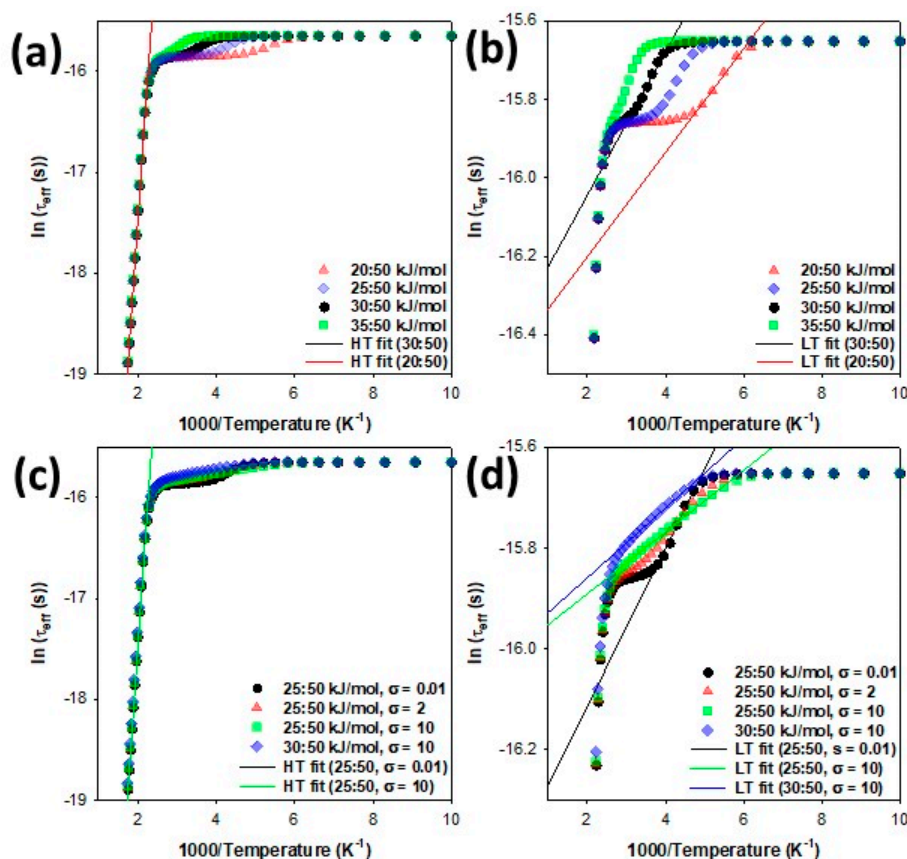 (a)
-16
-17
-18
-19
ln (τeff (s))
20:50 kJ/mol
25:50 kJ/mol
30:50 kJ/mol
35:50 kJ/mol
HT fit (30:50)
HT fit (20:50)
2 4 6 8 10
1000/Temperature (K-1)
(b)
-15.6
-15.8
-16.0
-16.2
-16.4
ln (τeff (s))
20:50 kJ/mol
25:50 kJ/mol
30:50 kJ/mol
35:50 kJ/mol
LT fit (30:50)
LT fit (20:50)
0 2 4 6 8 10
1000/Temperature (K-1)
(c)
-16
-17
-18
-19
ln (τeff (s))
25:50 kJ/mol, σ = 0.01
25:50 kJ/mol, σ = 2
25:50 kJ/mol, σ = 10
30:50 kJ/mol, σ = 10
HT fit (25:50, σ = 0.01)
HT fit (25:50, σ = 10)
2 4 6 8 10
1000/Temperature (K-1)
(d)
-15.6
-15.8
-16.0
-16.2
ln (τeff (s))
25:50 kJ/mol, σ = 0.01
25:50 kJ/mol, σ = 2
25:50 kJ/mol, σ = 10
30:50 kJ/mol, σ = 10
LT fit (25:50, s = 0.01)
LT fit (25:50, σ = 10)
LT fit (30:50, σ = 10)
0 2 4 6 8 10
1000/Temperature (K-1)